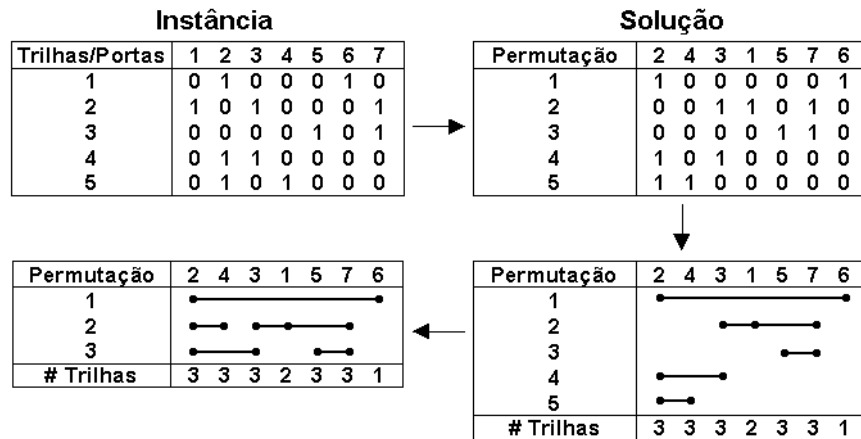 Instância
Trilhas/Portas 1 2 3 4 5 6 7
1 0 1 0 0 0 1 0
2 1 0 1 0 0 0 1
3 0 0 0 0 1 0 1
4 0 1 1 0 0 0 0
5 0 1 0 1 0 0 0
Solução
Permutação 2 4 3 1 5 7 6
1 1 0 0 0 0 0 1
2 0 0 1 1 0 1 0
3 0 0 0 0 1 1 0
4 1 0 1 0 0 0 0
5 1 1 0 0 0 0 0
Permutação 2 4 3 1 5 7 6
1
2
3
# Trilhas 3 3 3 2 3 3 1
Permutação 2 4 3 1 5 7 6
1
2
3
4
5
# Trilhas 3 3 3 2 3 3 1